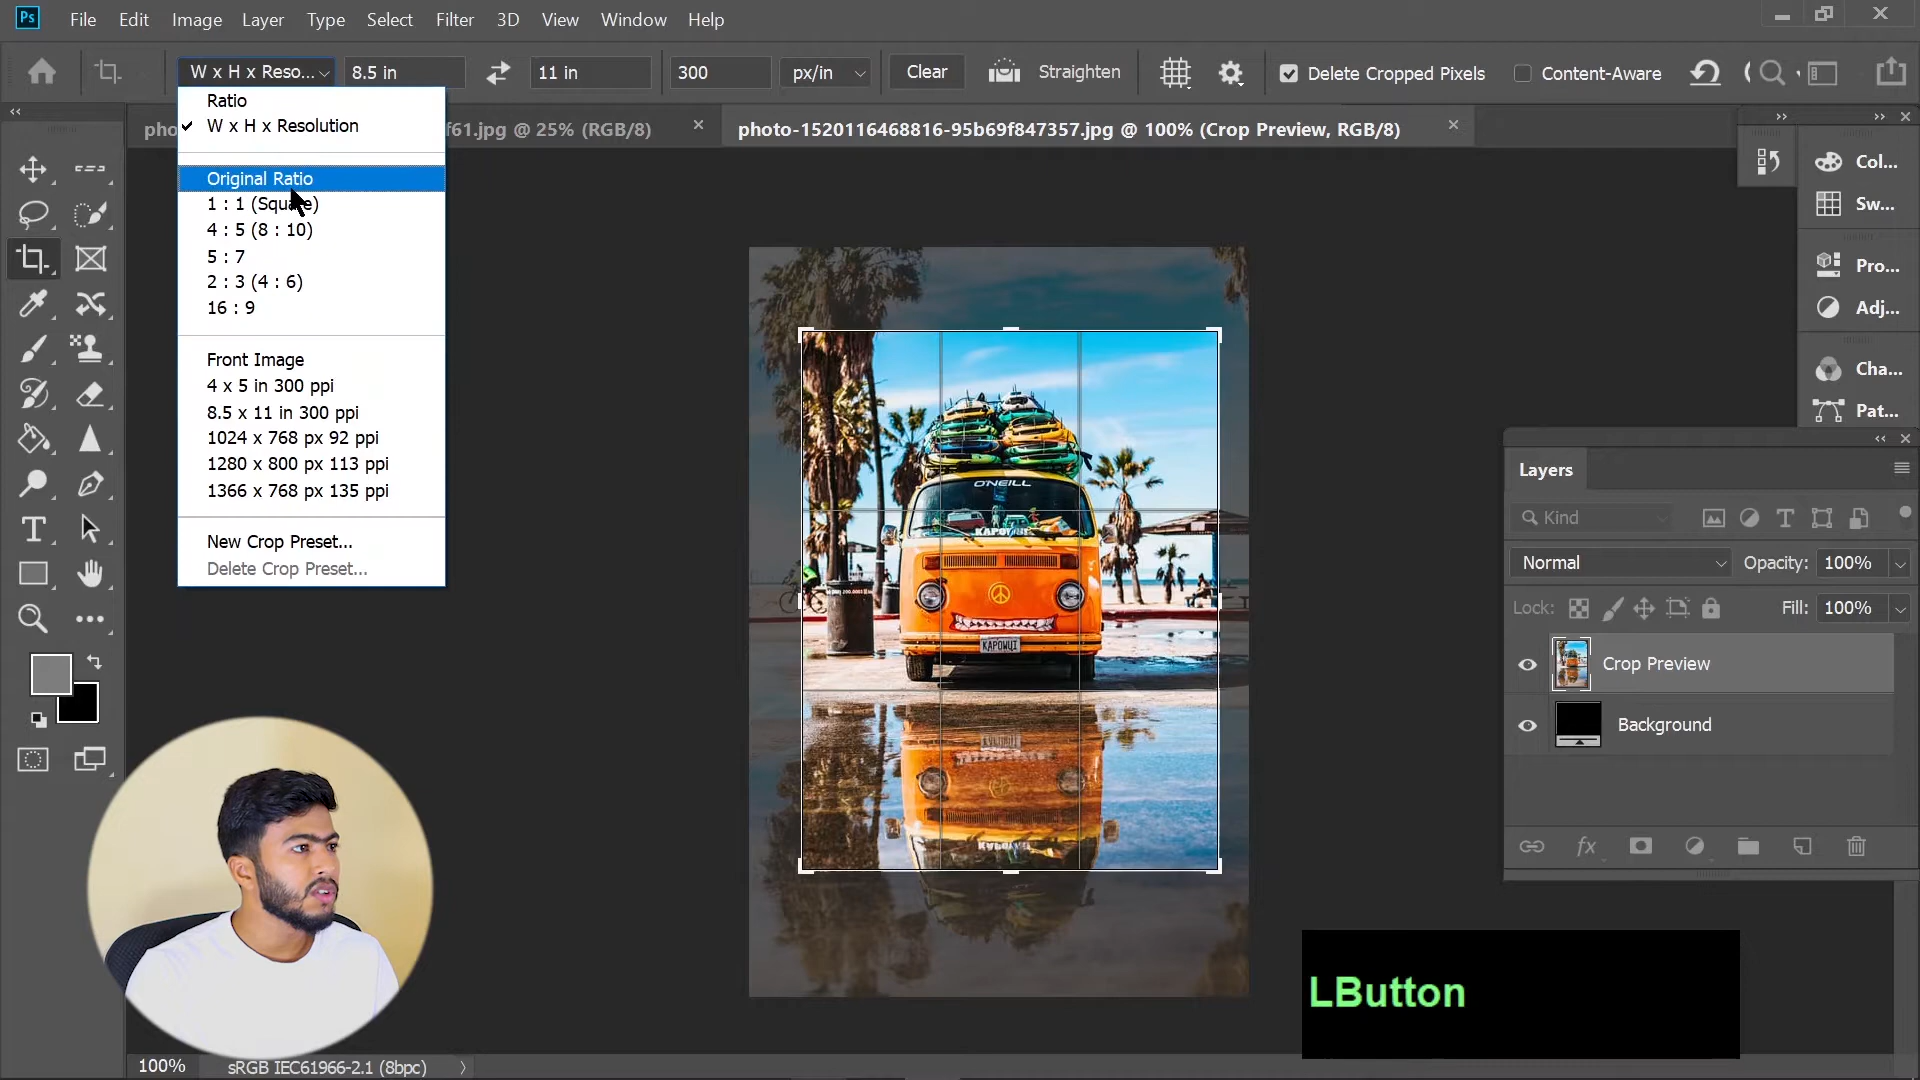 Ps File Edit Image Layer Type Select Filter 3D View Window Help
W x H x Reso... 8.5 in 11 in 300 px/in Clear Straighten Delete Cropped Pixels Content-Aware
Ratio
W x H x Resolution
Original Ratio
1 : 1 (Square)
4 : 5 (8 : 10)
5 : 7
2 : 3 (4 : 6)
16 : 9
Front Image
4 x 5 in 300 ppi
8.5 x 11 in 300 ppi
1024 x 768 px 92 ppi
1280 x 800 px 113 ppi
1366 x 768 px 135 ppi
New Crop Preset...
Delete Crop Preset...
pho
f61.jpg @ 25% (RGB/8)
photo-1520116468816-95b69f847357.jpg @ 100% (Crop Preview, RGB/8)
O'NEILL
KAPOWUI
KAPOWUI
Col...
Sw...
Pro...
Adj...
Cha...
Pat...
Layers
Kind
Normal Opacity: 100%
Lock: Fill: 100%
Crop Preview
Background
fx
LButton
100% sRGB IEC61966-2.1 (8bpc)